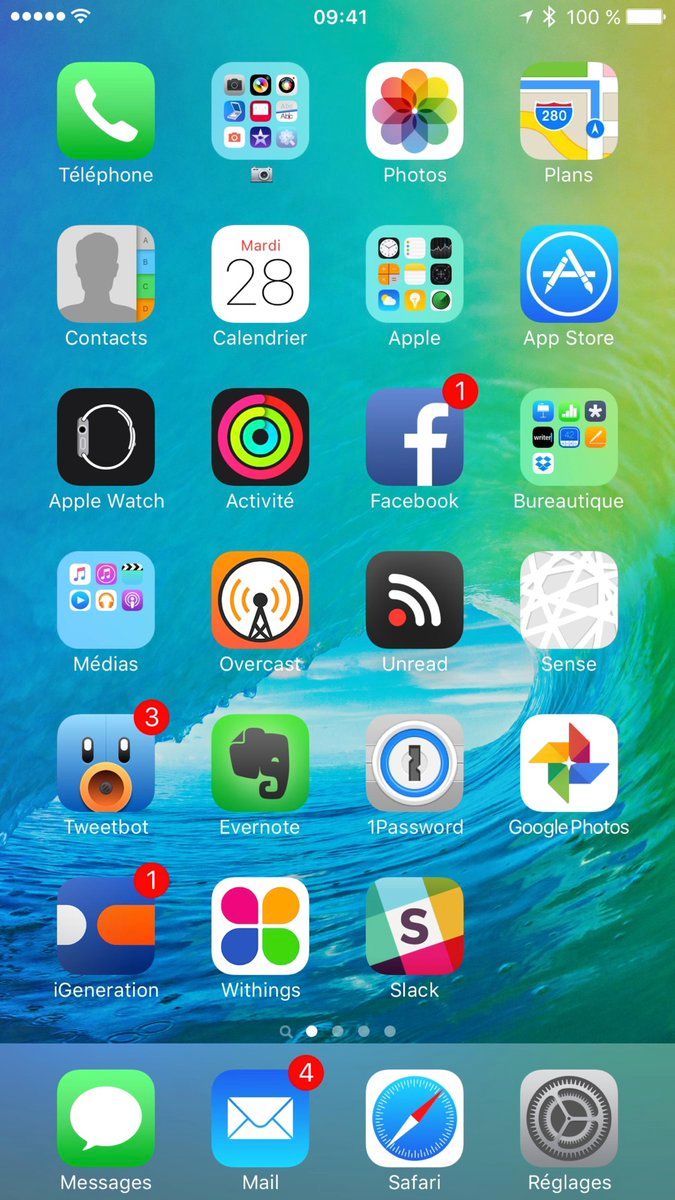 09:41 100 %
280
Téléphone 📷 Photos Plans
A
B
C
D
Mardi
28
Contacts Calendrier Apple App Store
1
writer
Apple Watch Activité Facebook Bureautique
Médias Overcast Unread Sense
3
1
Tweetbot Evernote 1Password Google Photos
1
S
iGeneration Withings Slack
4
Messages Mail Safari Réglages